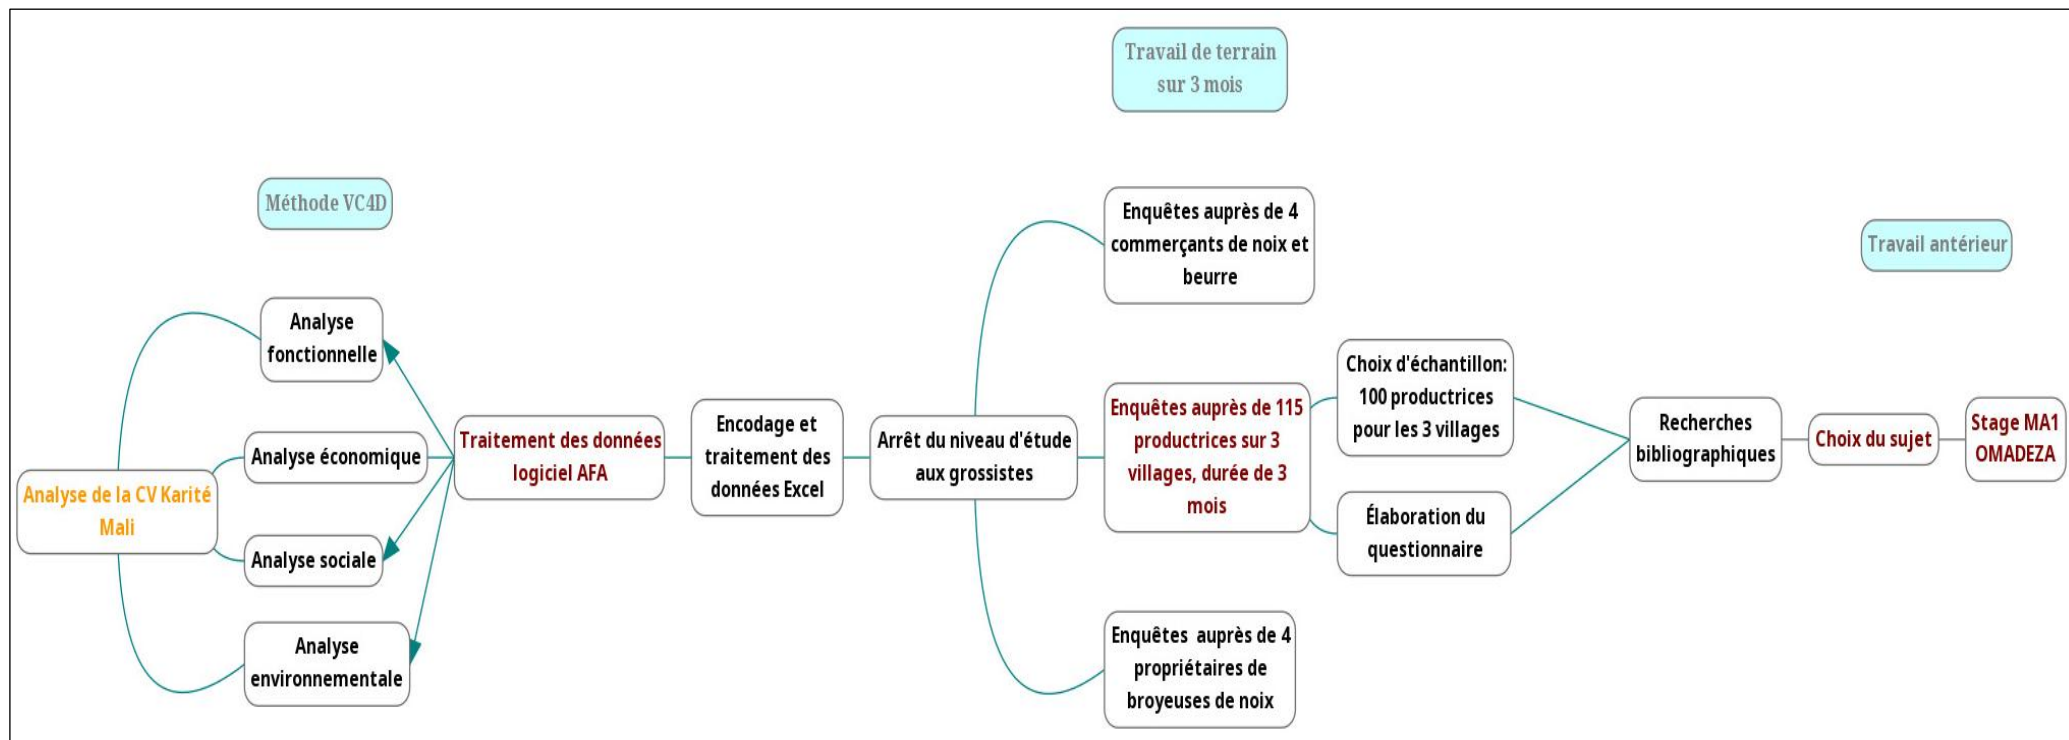 Travail de terrain
sur 3 mois
Méthode VC4D
Travail antérieur
Analyse de la CV Karité
Mali
Analyse
fonctionnelle
Analyse économique
Analyse sociale
Analyse
environnementale
Traitement des données
logiciel AFA
Encodage et
traitement des
données Excel
Arrêt du niveau d'étude
aux grossistes
Enquêtes auprès de 4
commerçants de noix et
beurre
Enquêtes auprès de 115
productrices sur 3
villages, durée de 3
mois
Enquêtes  auprès de 4
propriétaires de
broyeuses de noix
Choix d'échantillon:
100 productrices
pour les 3 villages
Élaboration du
questionnaire
Recherches
bibliographiques
Choix du sujet
Stage MA1
OMADEZA